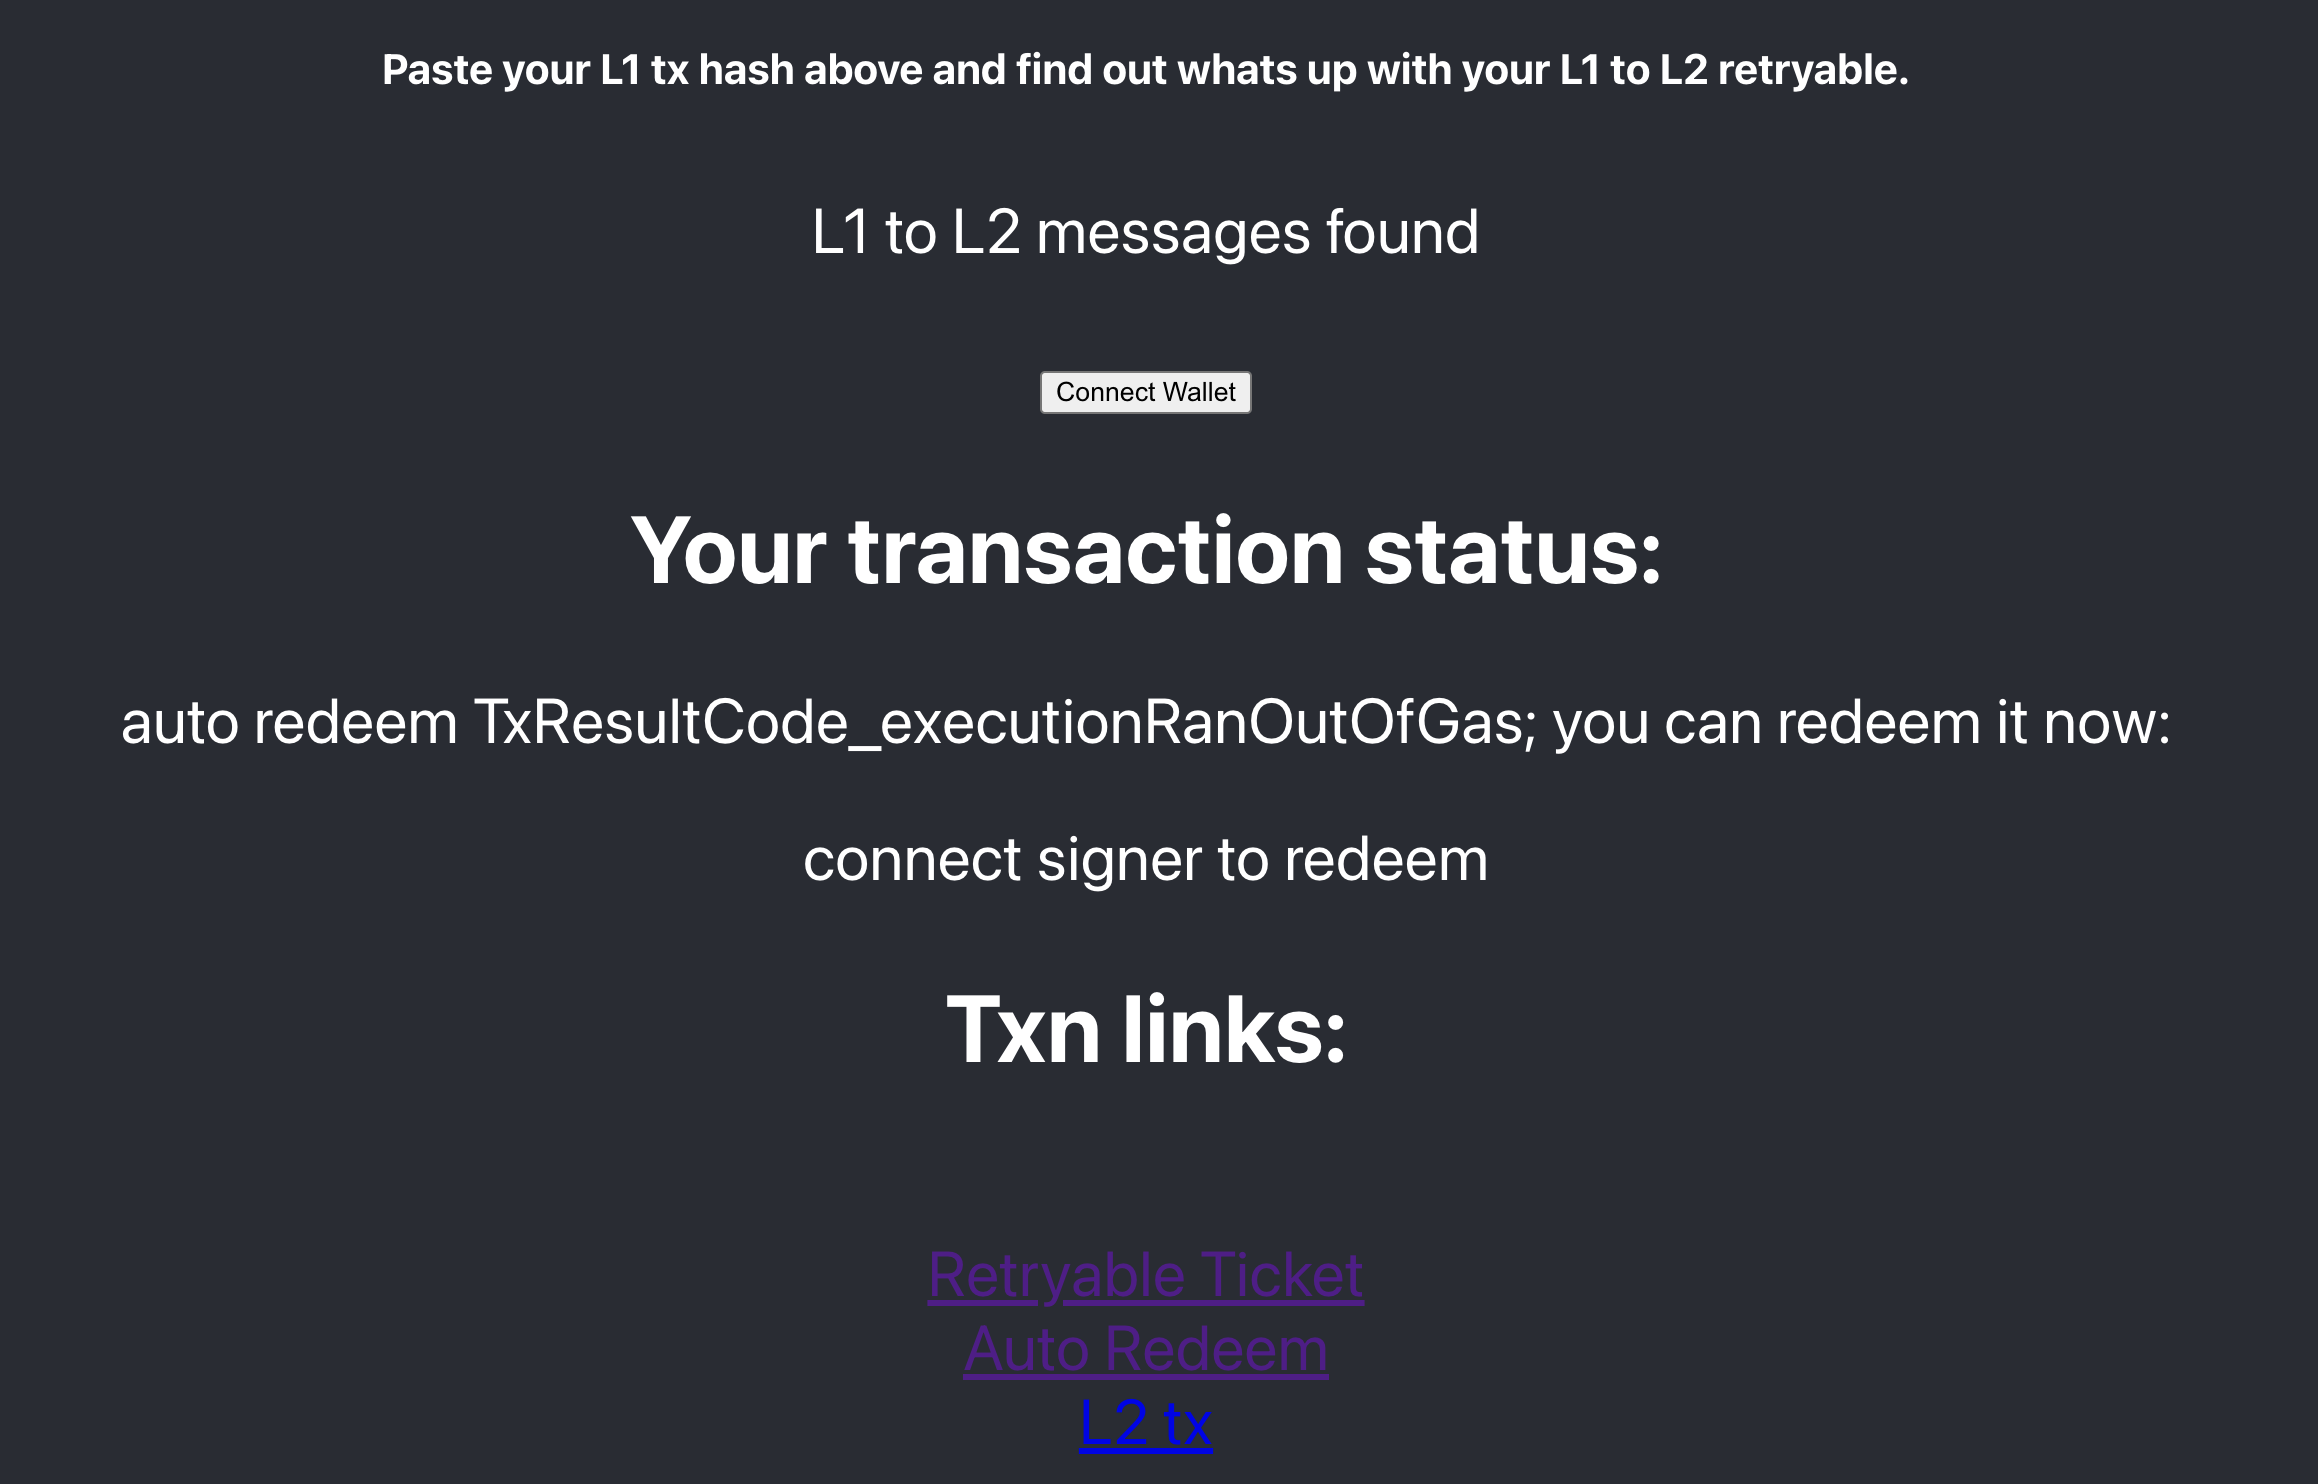 Paste your L1 tx hash above and find out whats up with your L1 to L2 retryable.
L1 to L2 messages found
Connect Wallet
Your transaction status:
auto redeem TxResultCode_executionRanOutOfGas; you can redeem it now:
connect signer to redeem
Txn links:
Retryable Ticket
Auto Redeem
L2 tx